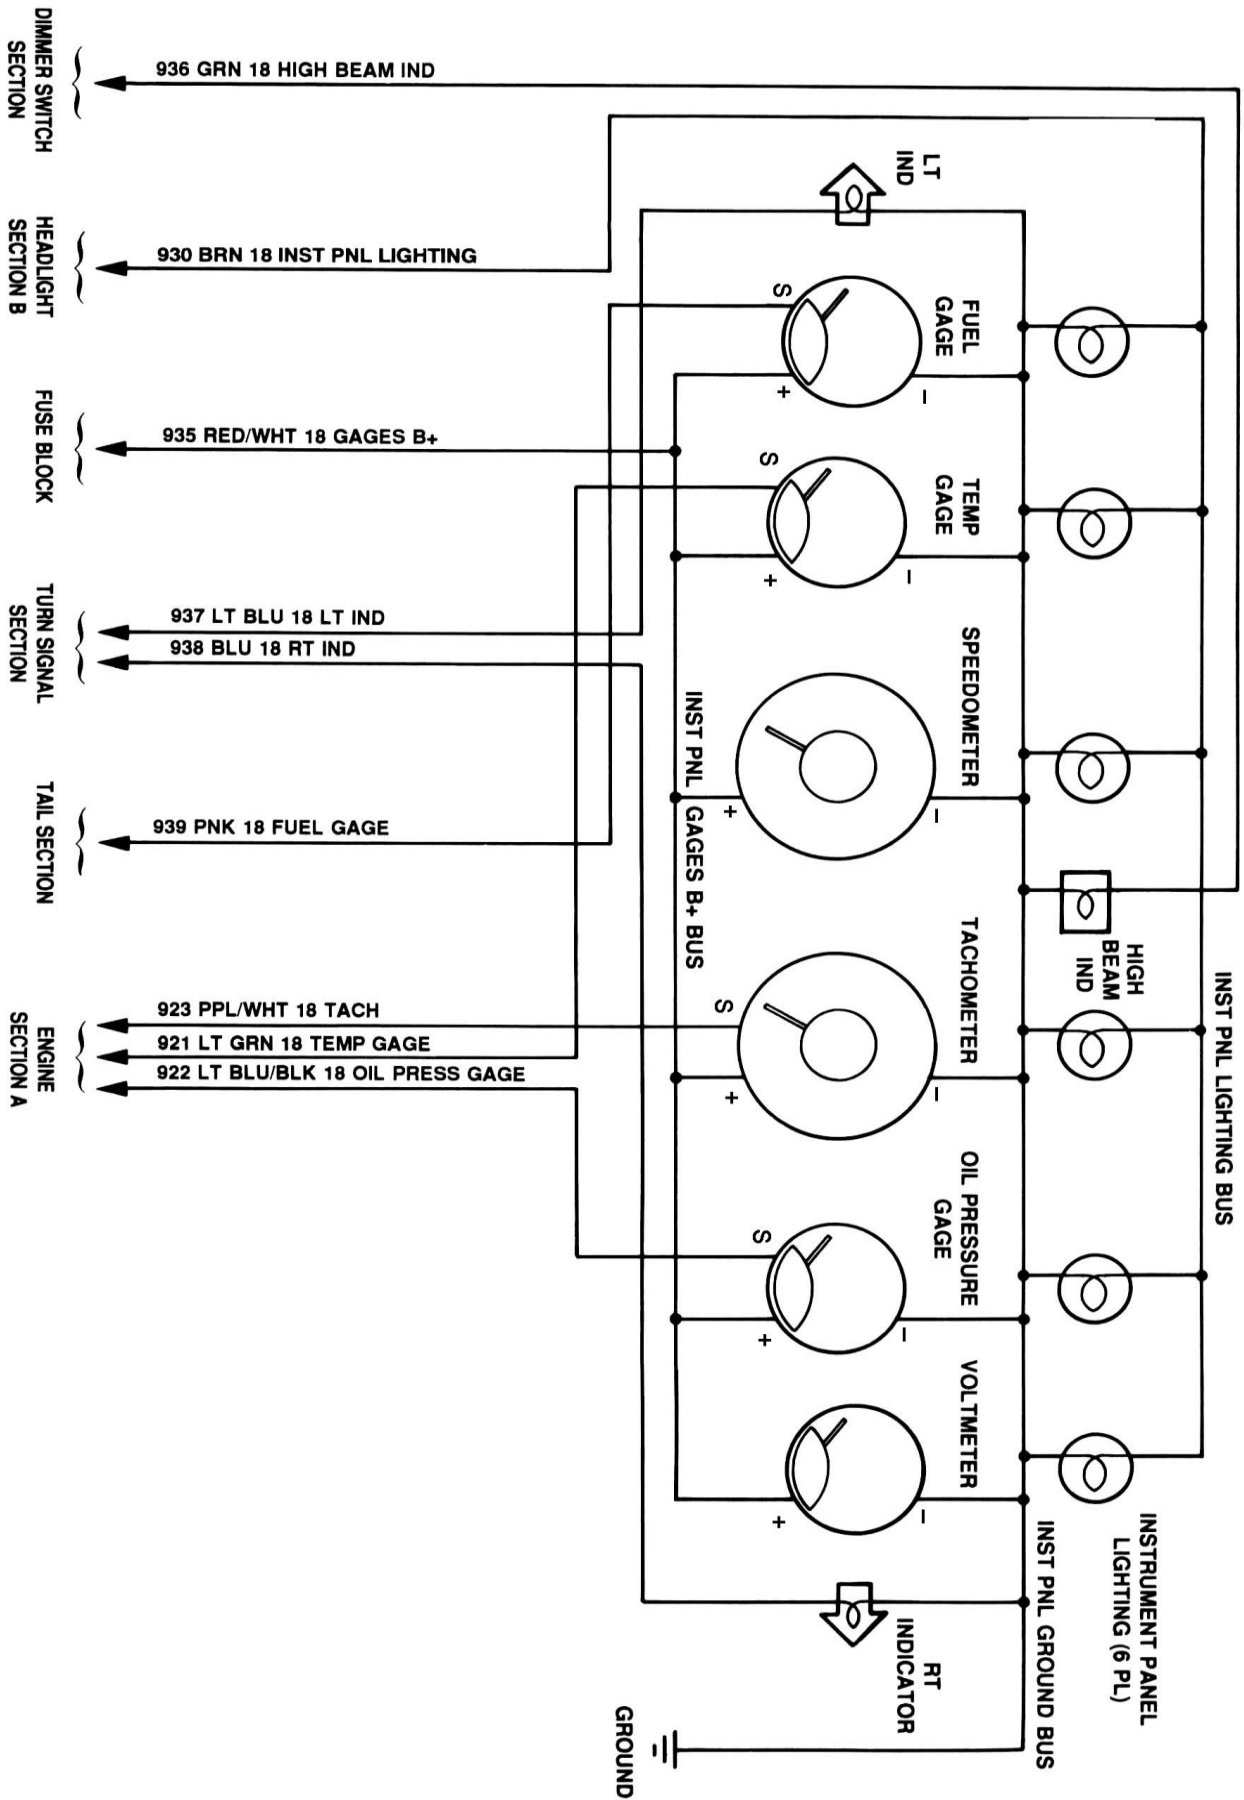 936 GRN 18 HIGH BEAM IND
930 BRN 18 INST PNL LIGHTING
935 RED/WHT 18 GAGES B+
937 LT BLU 18 LT IND
938 BLU 18 RT IND
939 PNK 18 FUEL GAGE
923 PPL/WHT 18 TACH
921 LT GRN 18 TEMP GAGE
922 LT BLU/BLK 18 OIL PRESS GAGE
DIMMER SWITCH
SECTION
HEADLIGHT
SECTION B
FUSE BLOCK
TURN SIGNAL
SECTION
TAIL SECTION
ENGINE
SECTION A
LT
IND
FUEL
GAGE
S
+
−
TEMP
GAGE
S
+
−
SPEEDOMETER
+
−
TACHOMETER
S
+
−
OIL PRESSURE
GAGE
S
+
−
VOLTMETER
+
−
RT
INDICATOR
HIGH
BEAM
IND
INST PNL GAGES B+ BUS
INST PNL LIGHTING BUS
INSTRUMENT PANEL
LIGHTING (6 PL)
INST PNL GROUND BUS
GROUND